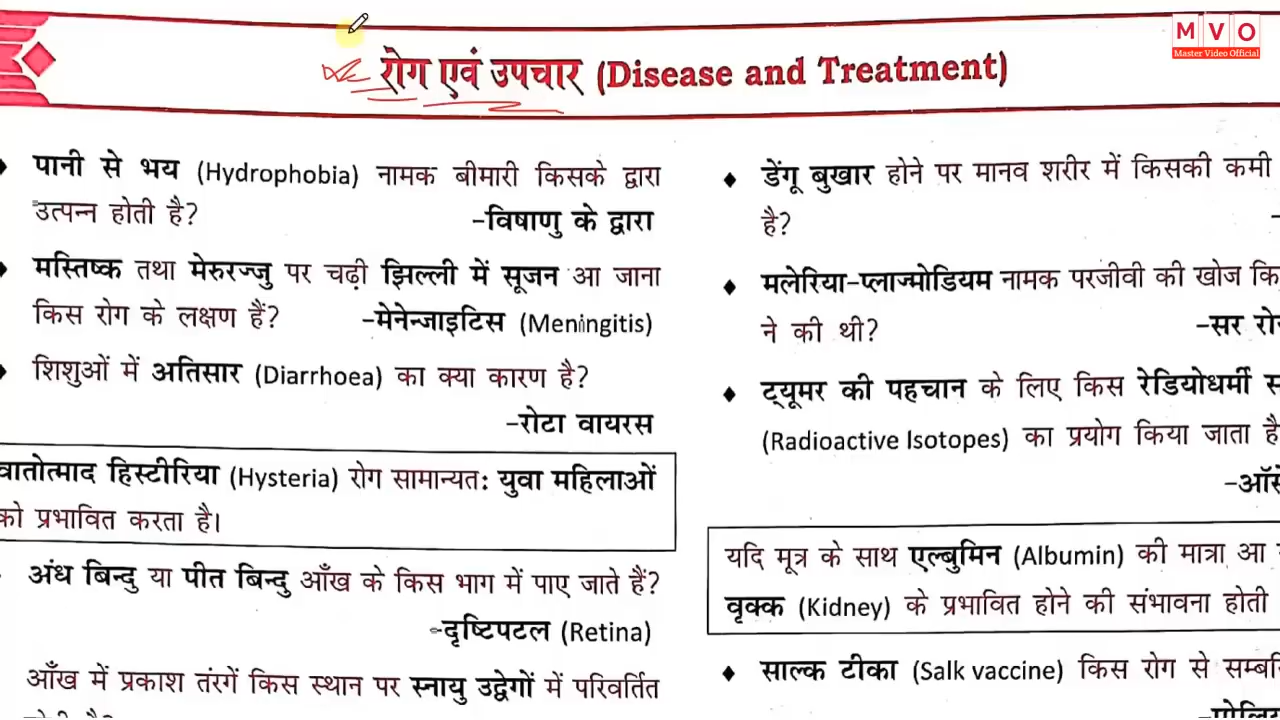 M V O
Master Video Official
रोग एवं उपचार (Disease and Treatment)
पानी से भय (Hydrophobia) नामक बीमारी किसके द्वारा
उत्पन्न होती है? -विषाणु के द्वारा
मस्तिष्क तथा मेरुरज्जु पर चढ़ी झिल्ली में सूजन आ जाना
किस रोग के लक्षण हैं? -मेनेन्जाइटिस (Meningitis)
शिशुओं में अतिसार (Diarrhoea) का क्या कारण है?
-रोटा वायरस
वातोत्माद हिस्टीरिया (Hysteria) रोग सामान्यतः युवा महिलाओं
को प्रभावित करता है।
अंध बिन्दु या पीत बिन्दु आँख के किस भाग में पाए जाते हैं?
-दृष्टिपटल (Retina)
आँख में प्रकाश तरंगें किस स्थान पर स्नायु उद्वेगों में परिवर्तित
डेंगू बुखार होने पर मानव शरीर में किसकी कमी
है?
मलेरिया-प्लाज्मोडियम नामक परजीवी की खोज
ने की थी? -सर
ट्यूमर की पहचान के लिए किस रेडियोधर्मी
(Radioactive Isotopes) का प्रयोग किया जाता है
यदि मूत्र के साथ एल्बुमिन (Albumin) की मात्रा आ
वृक्क (Kidney) के प्रभावित होने की संभावना होती
साल्क टीका (Salk vaccine) किस रोग से